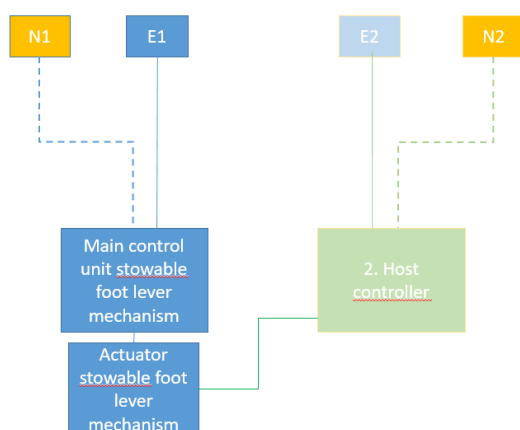 N1
E1
E2
N2
Main control
unit stowable
foot lever
mechanism
2. Host
controller
Actuator
stowable foot
lever
mechanism